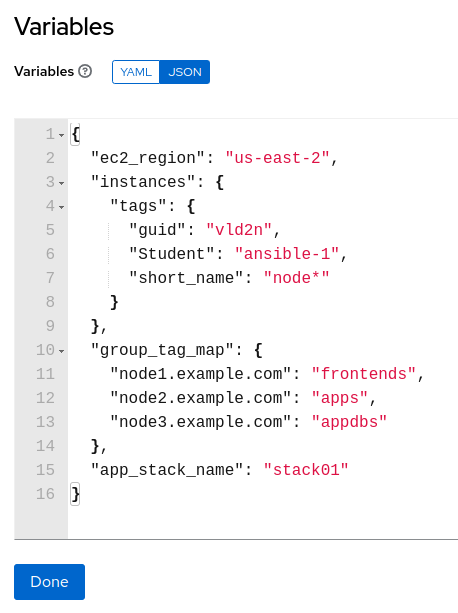 Variables
Variables ? YAML JSON
1 {
2   "ec2_region": "us-east-2",
3   "instances": {
4     "tags": {
5       "guid": "vld2n",
6       "Student": "ansible-1",
7       "short_name": "node*"
8     }
9   },
10   "group_tag_map": {
11     "node1.example.com": "frontends",
12     "node2.example.com": "apps",
13     "node3.example.com": "appdbs"
14   },
15   "app_stack_name": "stack01"
16 }
Done